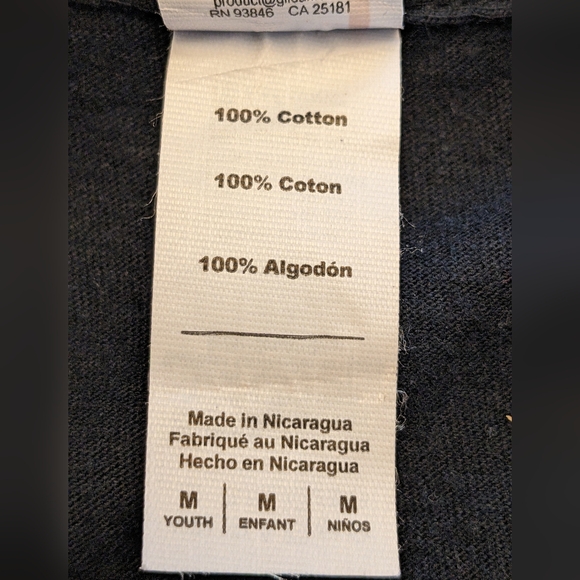 RN 93846 CA 25181
100% Cotton
100% Coton
100% Algodón
Made in Nicaragua
Fabriqué au Nicaragua
Hecho en Nicaragua
M M M
YOUTH ENFANT NIÑOS